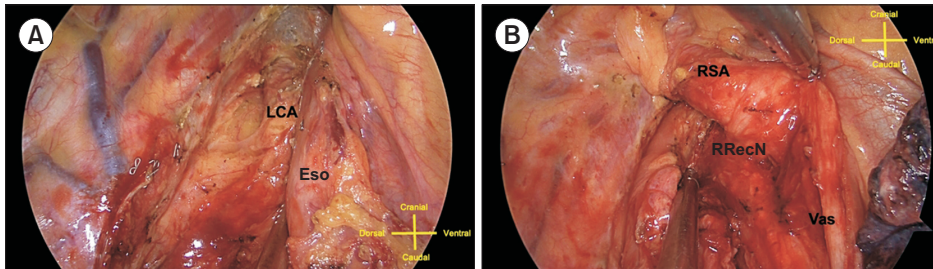 A
LCA
Eso
Cranial
Dorsal
Ventral
Caudal
B
Cranial
Dorsal
Ventral
Caudal
RSA
RRecN
Vas